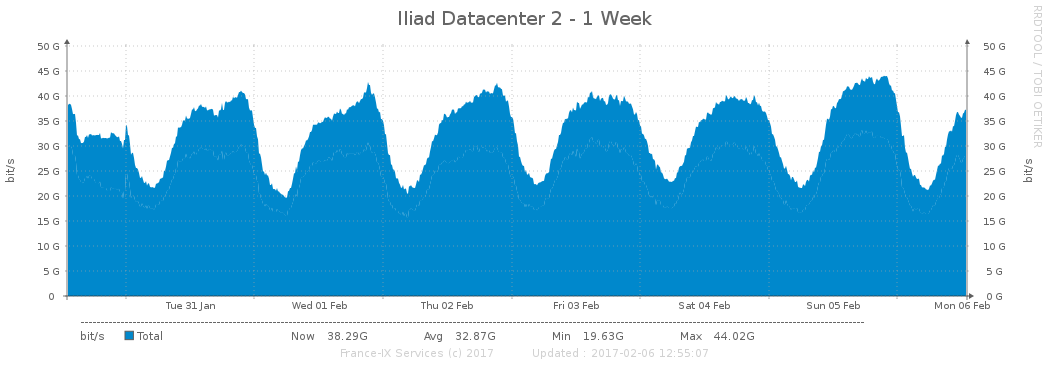 Iliad Datacenter 2 - 1 Week
RRDTOOL / TOBI OETIKER
50 G 50 G
45 G 45 G
40 G 40 G
35 G 35 G
30 G 30 G
25 G 25 G
20 G 20 G
15 G 15 G
10 G 10 G
5 G 5 G
0 0 G
bit/s
bit/s
Tue 31 Jan Wed 01 Feb Thu 02 Feb Fri 03 Feb Sat 04 Feb Sun 05 Feb Mon 06 Feb
bit/s Total Now 38.29G Avg 32.87G Min 19.63G Max 44.02G
France-IX Services (c) 2017 Updated : 2017-02-06 12:55:07